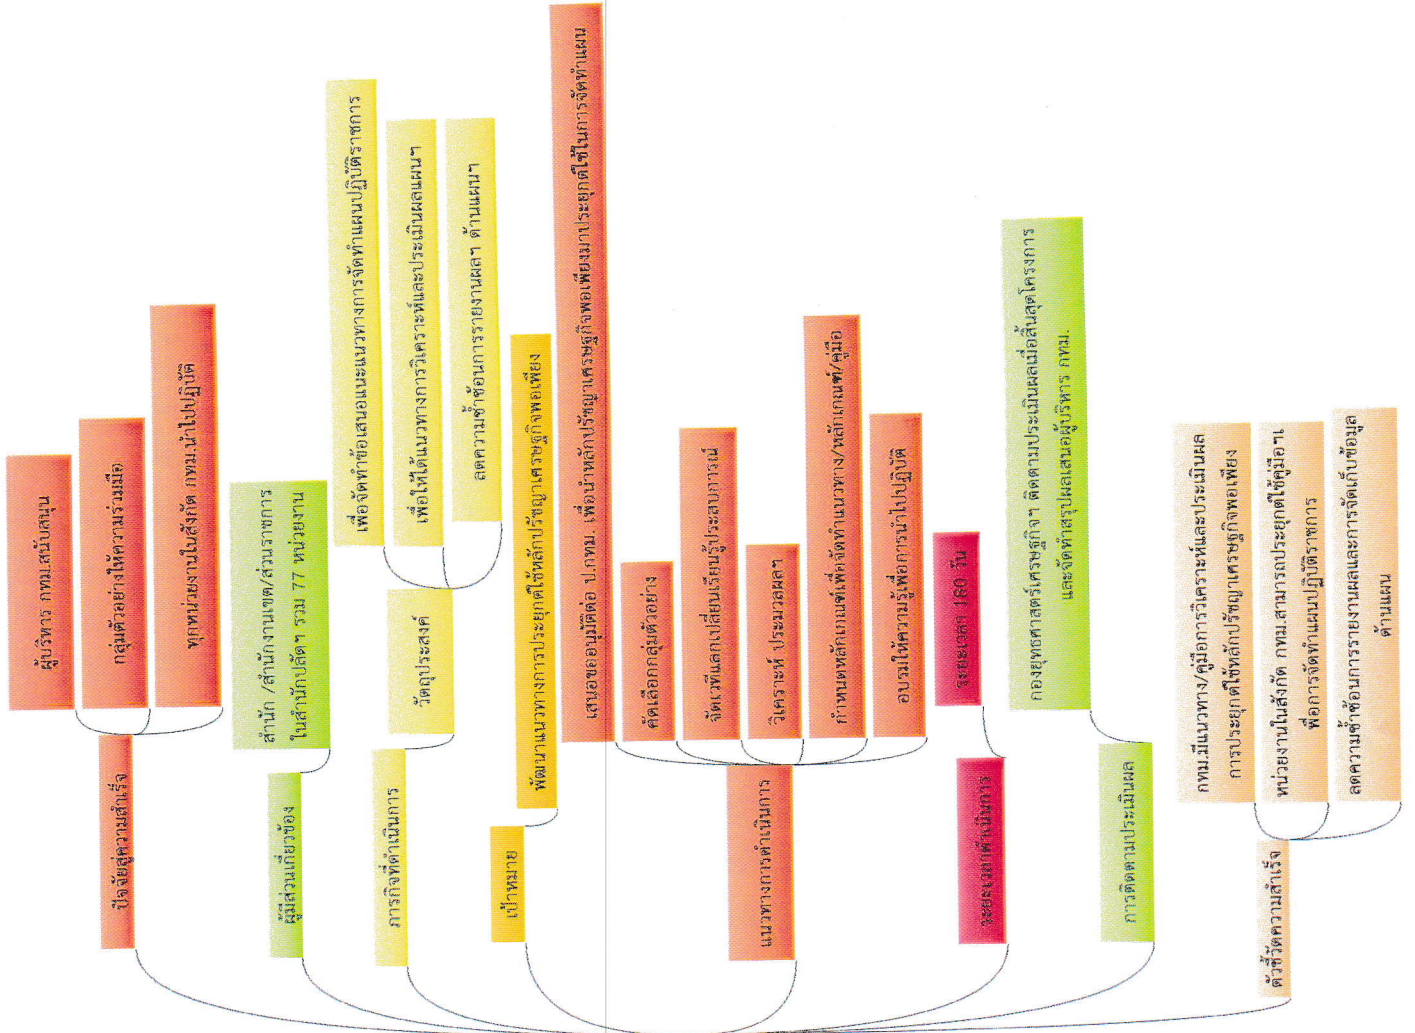 ปัจจัยสู่ความสำเร็จ
ผู้บริหาร กทม.สนับสนุน
กลุ่มตัวอย่างให้ความร่วมมือ
ทุกหน่วยงานในสังกัด กทม.นำไปปฏิบัติ
ผู้มีส่วนเกี่ยวข้อง
สำนัก /สำนักงานเขต/ส่วนราชการ
ในสำนักปลัดฯ รวม 77 หน่วยงาน
ภารกิจที่ดำเนินการ
วัตถุประสงค์
เพื่อจัดทำข้อเสนอแนะแนวทางการจัดทำแผนปฏิบัติราชการ
เพื่อให้ได้แนวทางการวิเคราะห์และประเมินผลแผนฯ
ลดความซ้ำซ้อนการรายงานผลฯ ด้านแผนฯ
เป้าหมาย
พัฒนาแนวทางการประยุกต์ใช้หลักปรัชญาเศรษฐกิจพอเพียง
แนวทางการดำเนินการ
เสนอขออนุมัติต่อ ป.กทม. เพื่อนำหลักปรัชญาเศรษฐกิจพอเพียงมาประยุกต์ใช้ในการจัดทำแผน
คัดเลือกกลุ่มตัวอย่าง
จัดเวทีแลกเปลี่ยนเรียนรู้ประสบการณ์
วิเคราะห์ ประมวลผลฯ
กำหนดหลักเกณฑ์เพื่อจัดทำแนวทาง/หลักเกณฑ์/คู่มือ
อบรมให้ความรู้เพื่อการนำไปปฏิบัติ
ระยะเวลาดำเนินการ
ระยะเวลา 180 วัน
การติดตามประเมินผล
กองยุทธศาสตร์เศรษฐกิจฯ ติดตามประเมินผลเมื่อสิ้นสุดโครงการ
และจัดทำสรุปผลเสนอผู้บริหาร กทม.
ตัวชี้วัดความสำเร็จ
กทม.มีแนวทาง/คู่มือการวิเคราะห์และประเมินผล
การประยุกต์ใช้หลักปรัชญาเศรษฐกิจพอเพียง
หน่วยงานในสังกัด กทม.สามารถประยุกต์ใช้คู่มือฯเ
พื่อการจัดทำแผนปฏิบัติราชการ
ลดความซ้ำซ้อนการรายงานผลและการจัดเก็บข้อมูล
ด้านแผน